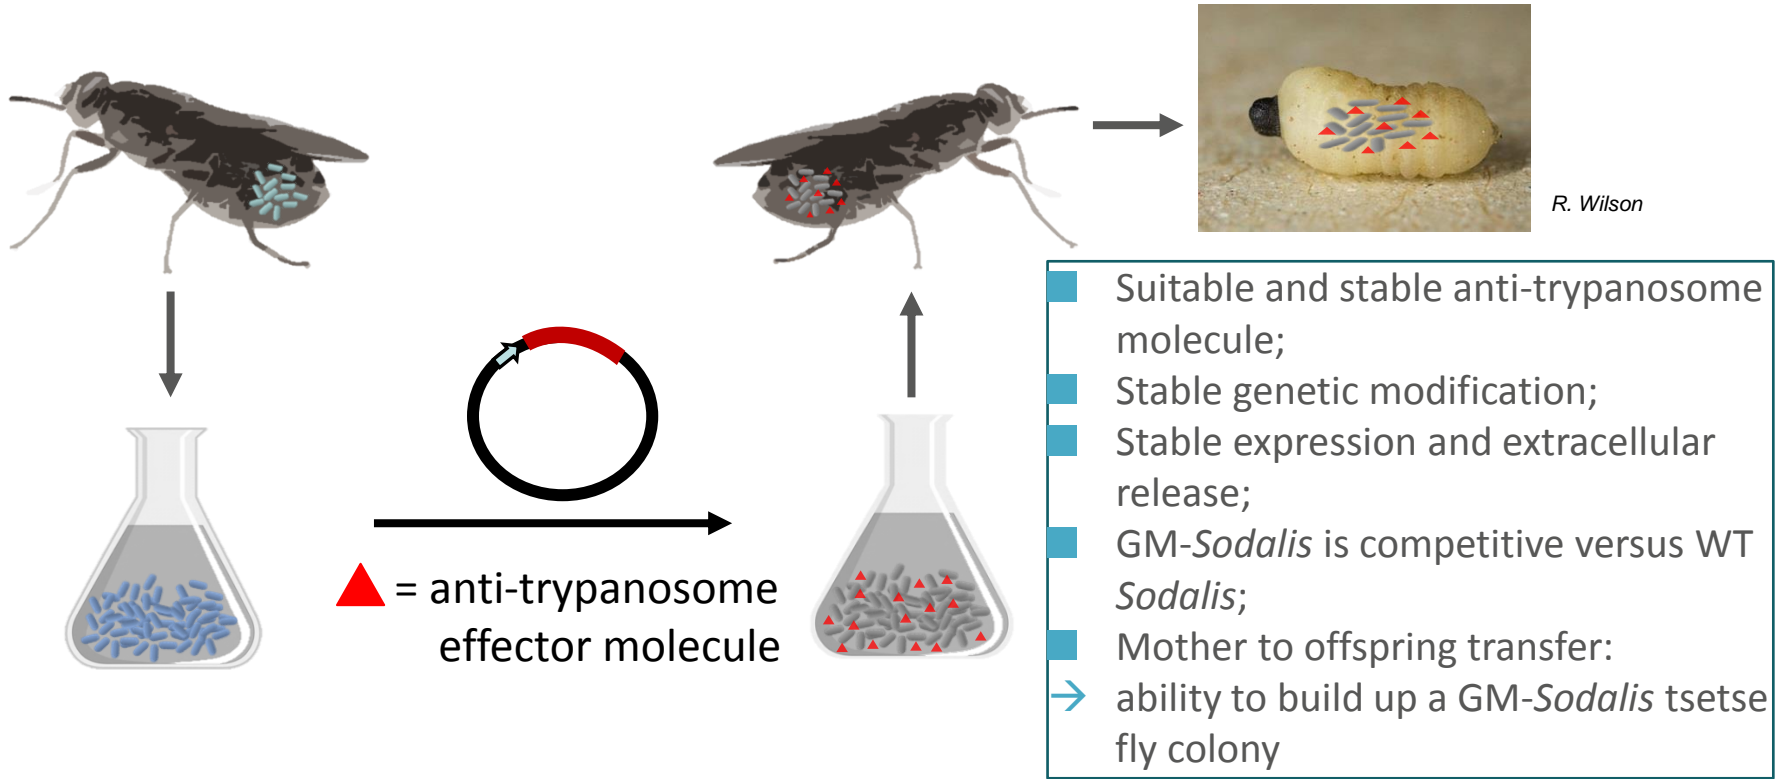 R. Wilson
= anti-trypanosome
effector molecule
Suitable and stable anti-trypanosome
molecule;
Stable genetic modification;
Stable expression and extracellular
release;
GM-Sodalis is competitive versus WT
Sodalis;
Mother to offspring transfer:
→ ability to build up a GM-Sodalis tsetse
fly colony